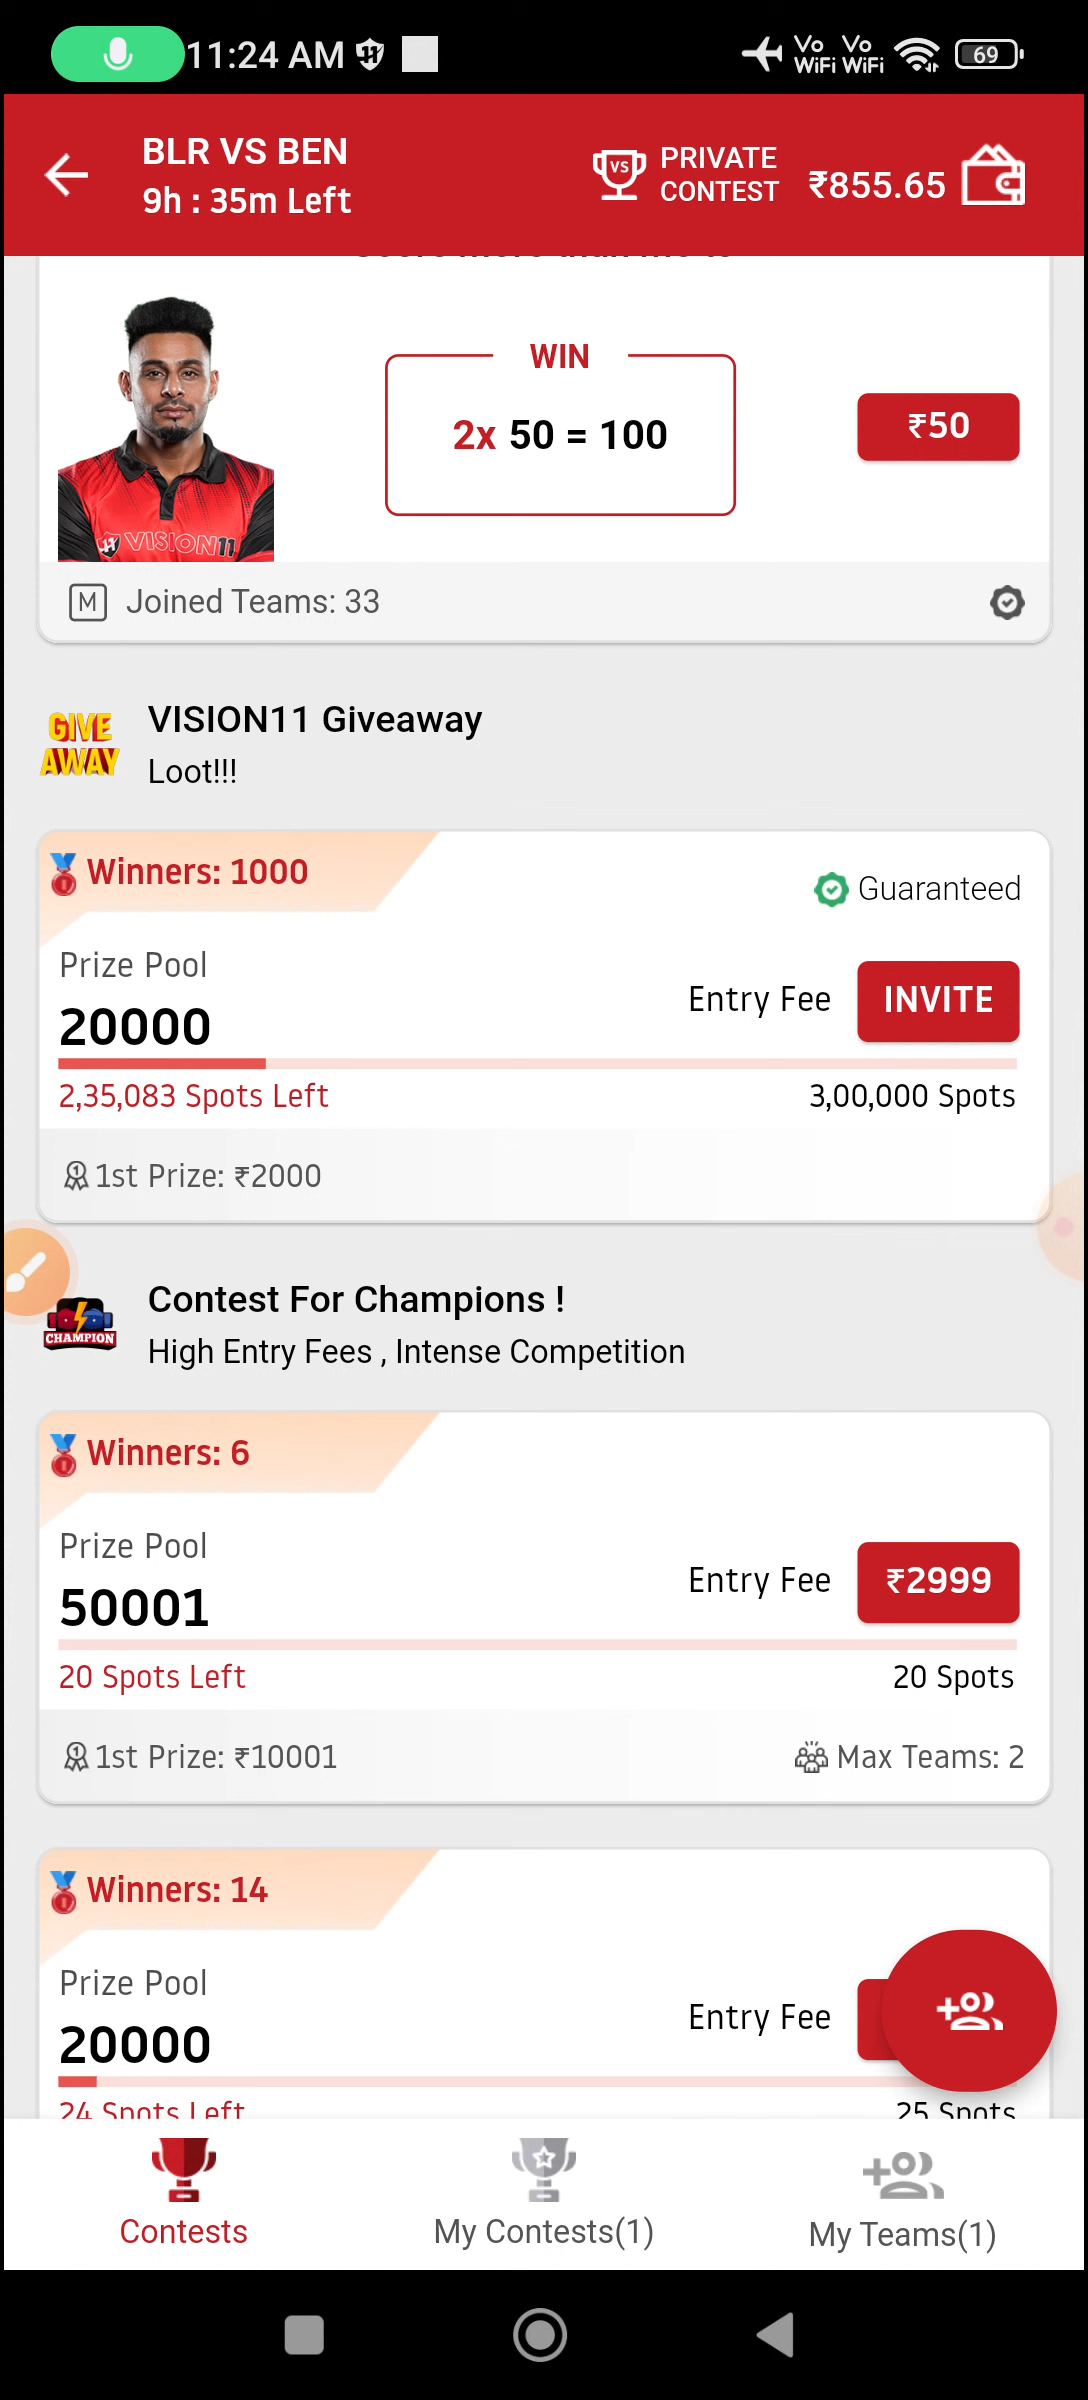 11:24 AM
Vo
WiFi
Vo
WiFi
69
BLR VS BEN
9h : 35m Left
VS
PRIVATE
CONTEST
₹855.65
WIN
2x 50 = 100
₹50
VISION11
M Joined Teams: 33
GIVE
AWAY
VISION11 Giveaway
Loot!!!
Winners: 1000
Guaranteed
Prize Pool
20000
Entry Fee
INVITE
2,35,083 Spots Left
3,00,000 Spots
1st Prize: ₹2000
CHAMPION
Contest For Champions !
High Entry Fees , Intense Competition
Winners: 6
Prize Pool
50001
Entry Fee
₹2999
20 Spots Left
20 Spots
1st Prize: ₹10001
Max Teams: 2
Winners: 14
Prize Pool
20000
Entry Fee
24 Spots Left
25 Spots
Contests
My Contests(1)
My Teams(1)